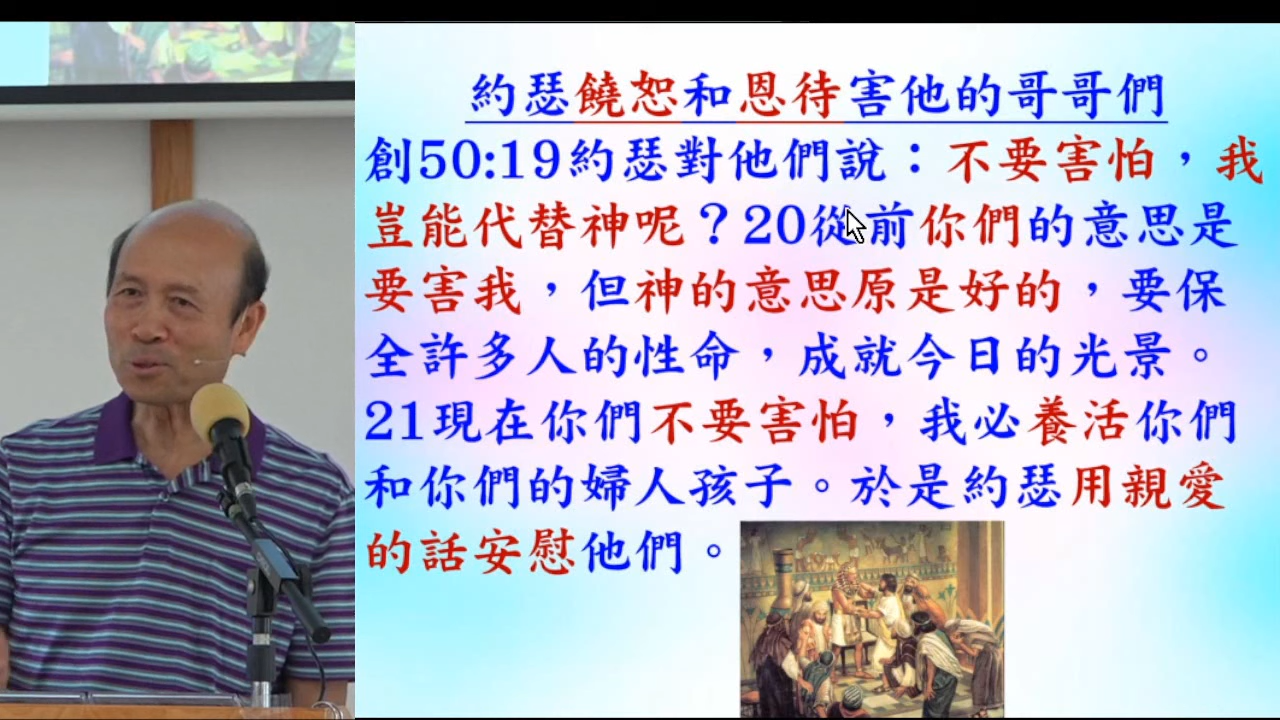 約瑟饒恕和恩待害他的哥哥們
創50:19約瑟對他們說：不要害怕，我
豈能代替神呢？20從前你們的意思是
要害我，但神的意思原是好的，要保
全許多人的性命，成就今日的光景。
21現在你們不要害怕，我必養活你們
和你們的婦人孩子。於是約瑟用親愛
的話安慰他們。